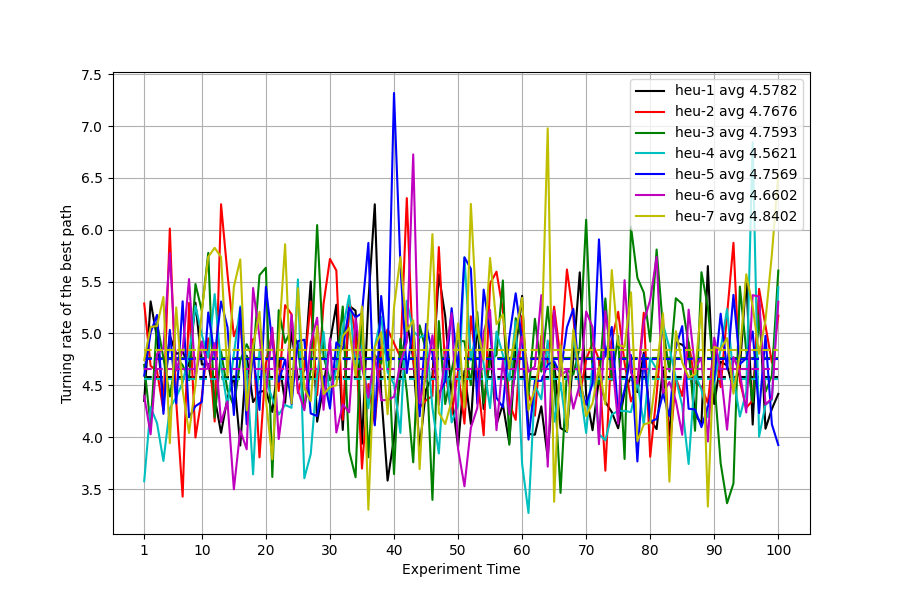 7.5
7.0
6.5
6.0
5.5
5.0
4.5
4.0
3.5
Turning rate of the best path
heu-1 avg 4.5782
heu-2 avg 4.7676
heu-3 avg 4.7593
heu-4 avg 4.5621
heu-5 avg 4.7569
heu-6 avg 4.6602
heu-7 avg 4.8402
1 10 20 30 40 50 60 70 80 90 100
Experiment Time